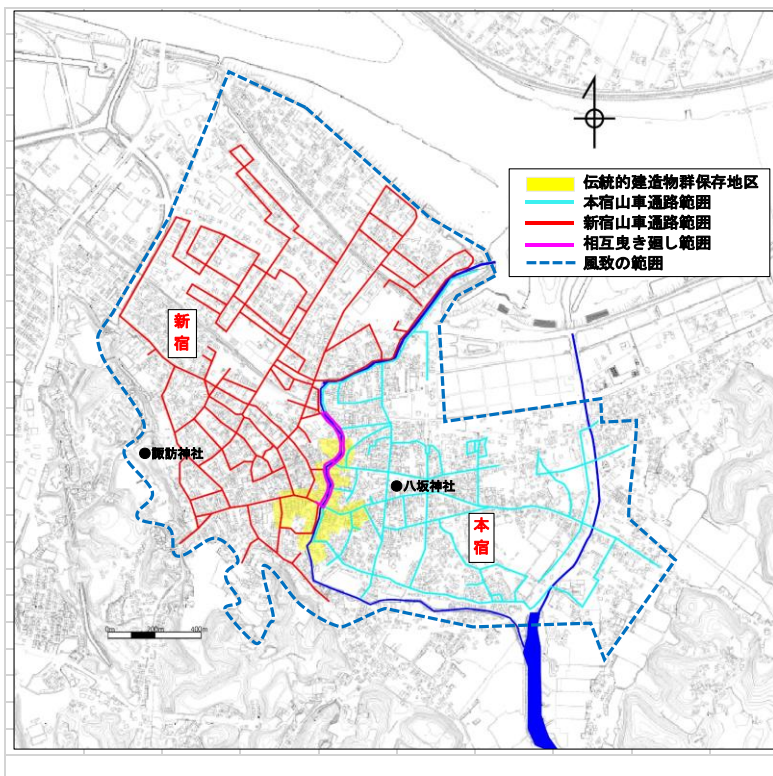 伝統的建造物群保存地区
本宿山車通路範囲
新宿山車通路範囲
相互曳き廻し範囲
風致の範囲
新
宿
諏訪神社
八坂神社
本
宿
0m 200m 400m